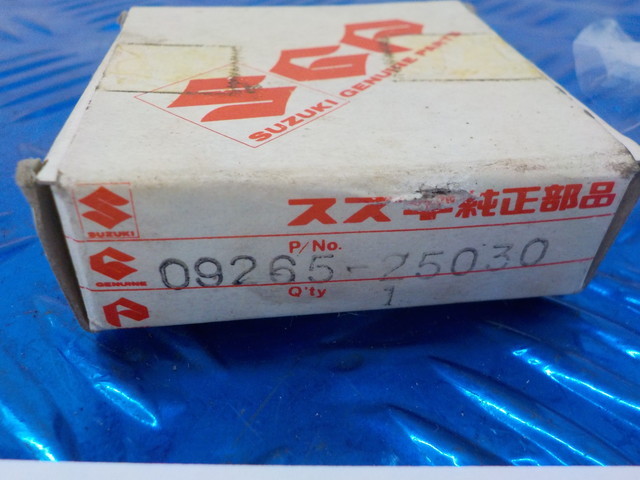 SGP
SUZUKI GENUINE PARTS
SUZUKI
スズキ純正部品
P/No.
GENUINE
09265-25030
Q'ty
1
P